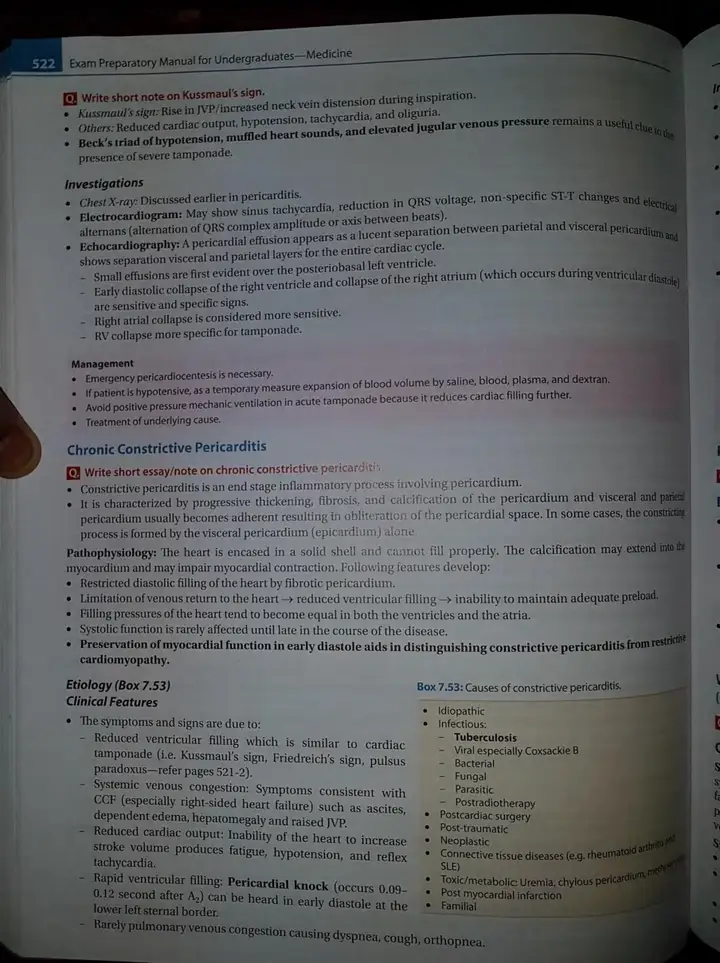 522 Exam Preparatory Manual for Undergraduates—Medicine
Q. Write short note on Kussmaul's sign.
• Kussmaul's sign: Rise in JVP/increased neck vein distension during inspiration.
• Others: Reduced cardiac output, hypotension, tachycardia, and oliguria.
• Beck's triad of hypotension, muffled heart sounds, and elevated jugular venous pressure remains a useful clue to the
presence of severe tamponade.
Investigations
• Chest X-ray: Discussed earlier in pericarditis.
• Electrocardiogram: May show sinus tachycardia, reduction in QRS voltage, non-specific ST-T changes and electrical
alternans (alternation of QRS complex amplitude or axis between beats).
• Echocardiography: A pericardial effusion appears as a lucent separation between parietal and visceral pericardium and
shows separation visceral and parietal layers for the entire cardiac cycle.
– Small effusions are first evident over the posteriobasal left ventricle.
– Early diastolic collapse of the right ventricle and collapse of the right atrium (which occurs during ventricular diastole)
are sensitive and specific signs.
– Right atrial collapse is considered more sensitive.
– RV collapse more specific for tamponade.
Management
• Emergency pericardiocentesis is necessary.
• If patient is hypotensive, as a temporary measure expansion of blood volume by saline, blood, plasma, and dextran.
• Avoid positive pressure mechanic ventilation in acute tamponade because it reduces cardiac filling further.
• Treatment of underlying cause.
Chronic Constrictive Pericarditis
Q. Write short essay/note on chronic constrictive pericarditis.
• Constrictive pericarditis is an end stage inflammatory process involving pericardium.
• It is characterized by progressive thickening, fibrosis, and calcification of the pericardium and visceral and parietal
pericardium usually becomes adherent resulting in obliteration of the pericardial space. In some cases, the constricting
process is formed by the visceral pericardium (epicardium) alone.
Pathophysiology: The heart is encased in a solid shell and cannot fill properly. The calcification may extend into the
myocardium and may impair myocardial contraction. Following features develop:
• Restricted diastolic filling of the heart by fibrotic pericardium.
• Limitation of venous return to the heart → reduced ventricular filling → inability to maintain adequate preload.
• Filling pressures of the heart tend to become equal in both the ventricles and the atria.
• Systolic function is rarely affected until late in the course of the disease.
• Preservation of myocardial function in early diastole aids in distinguishing constrictive pericarditis from restrictive
cardiomyopathy.
Etiology (Box 7.53)
Clinical Features
• The symptoms and signs are due to:
– Reduced ventricular filling which is similar to cardiac
tamponade (i.e. Kussmaul's sign, Friedreich's sign, pulsus
paradoxus—refer pages 521-2).
– Systemic venous congestion: Symptoms consistent with
CCF (especially right-sided heart failure) such as ascites,
dependent edema, hepatomegaly and raised JVP.
– Reduced cardiac output: Inability of the heart to increase
stroke volume produces fatigue, hypotension, and reflex
tachycardia.
– Rapid ventricular filling: Pericardial knock (occurs 0.09–
0.12 second after A₂) can be heard in early diastole at the
lower left sternal border.
– Rarely pulmonary venous congestion causing dyspnea, cough, orthopnea.
Box 7.53: Causes of constrictive pericarditis.
• Idiopathic
• Infectious:
– Tuberculosis
– Viral especially Coxsackie B
– Bacterial
– Fungal
– Parasitic
– Postradiotherapy
• Postcardiac surgery
• Post-traumatic
• Neoplastic
• Connective tissue diseases (e.g. rheumatoid arthritis and
SLE)
• Toxic/metabolic: Uremia, chylous pericardium,
• Post myocardial infarction
• Familial